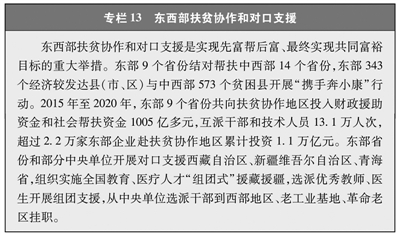 专栏 13 东西部扶贫协作和对口支援
东西部扶贫协作和对口支援是实现先富帮后富、最终实现共同富裕
目标的重大举措。东部 9 个省份结对帮扶中西部 14 个省份,东部 343
个经济较发达县(市、区)与中西部 573 个贫困县开展“携手奔小康”行
动。2015 年至 2020 年,东部 9 个省份共向扶贫协作地区投入财政援助
资金和社会帮扶资金 1005 亿多元,互派干部和技术人员 13.1 万人次,
超过 2.2 万家东部企业赴扶贫协作地区累计投资 1.1 万亿元。东部省
份和部分中央单位开展对口支援西藏自治区、新疆维吾尔自治区、青海
省,组织实施全国教育、医疗人才“组团式”援藏援疆,选派优秀教师、医
生开展组团支援,从中央单位选派干部到西部地区、老工业基地、革命老
区挂职。